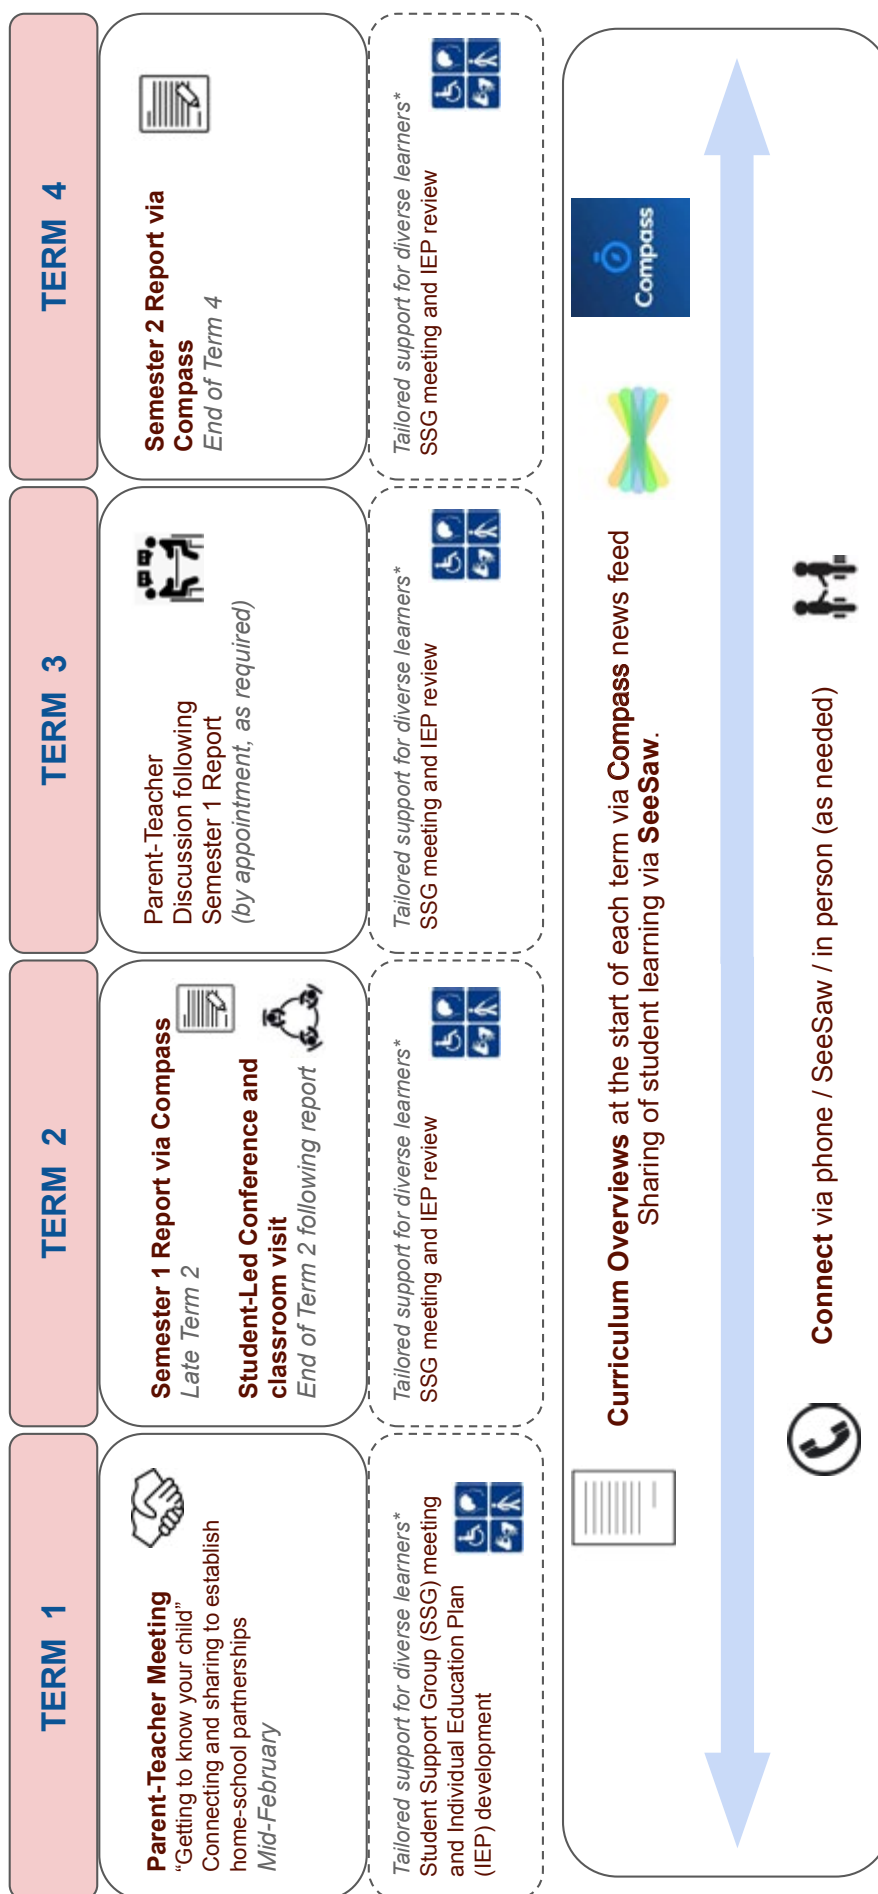 TERM 1
Parent-Teacher Meeting
“Getting to know your child”
Connecting and sharing to establish
home-school partnerships
Mid-February
Tailored support for diverse learners*
Student Support Group (SSG) meeting
and Individual Education Plan
(IEP) development
TERM 2
Semester 1 Report via Compass
Late Term 2
Student-Led Conference and
classroom visit
End of Term 2 following report
Tailored support for diverse learners*
SSG meeting and IEP review
TERM 3
Parent-Teacher
Discussion following
Semester 1 Report
(by appointment, as required)
Tailored support for diverse learners*
SSG meeting and IEP review
TERM 4
Semester 2 Report via
Compass
End of Term 4
Tailored support for diverse learners*
SSG meeting and IEP review
Curriculum Overviews at the start of each term via Compass news feed
Sharing of student learning via SeeSaw.
Compass
Connect via phone / SeeSaw / in person (as needed)